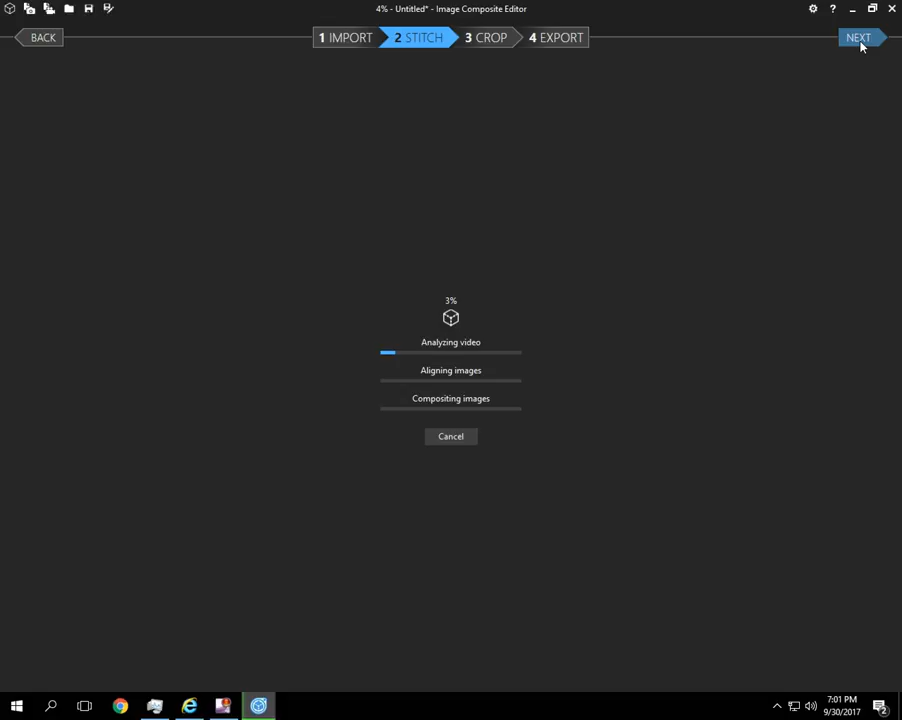 4% - Untitled* - Image Composite Editor
BACK
1 IMPORT
2 STITCH
3 CROP
4 EXPORT
NEXT
3%
Analyzing video
Aligning images
Compositing images
Cancel
7:01 PM
9/30/2017
2